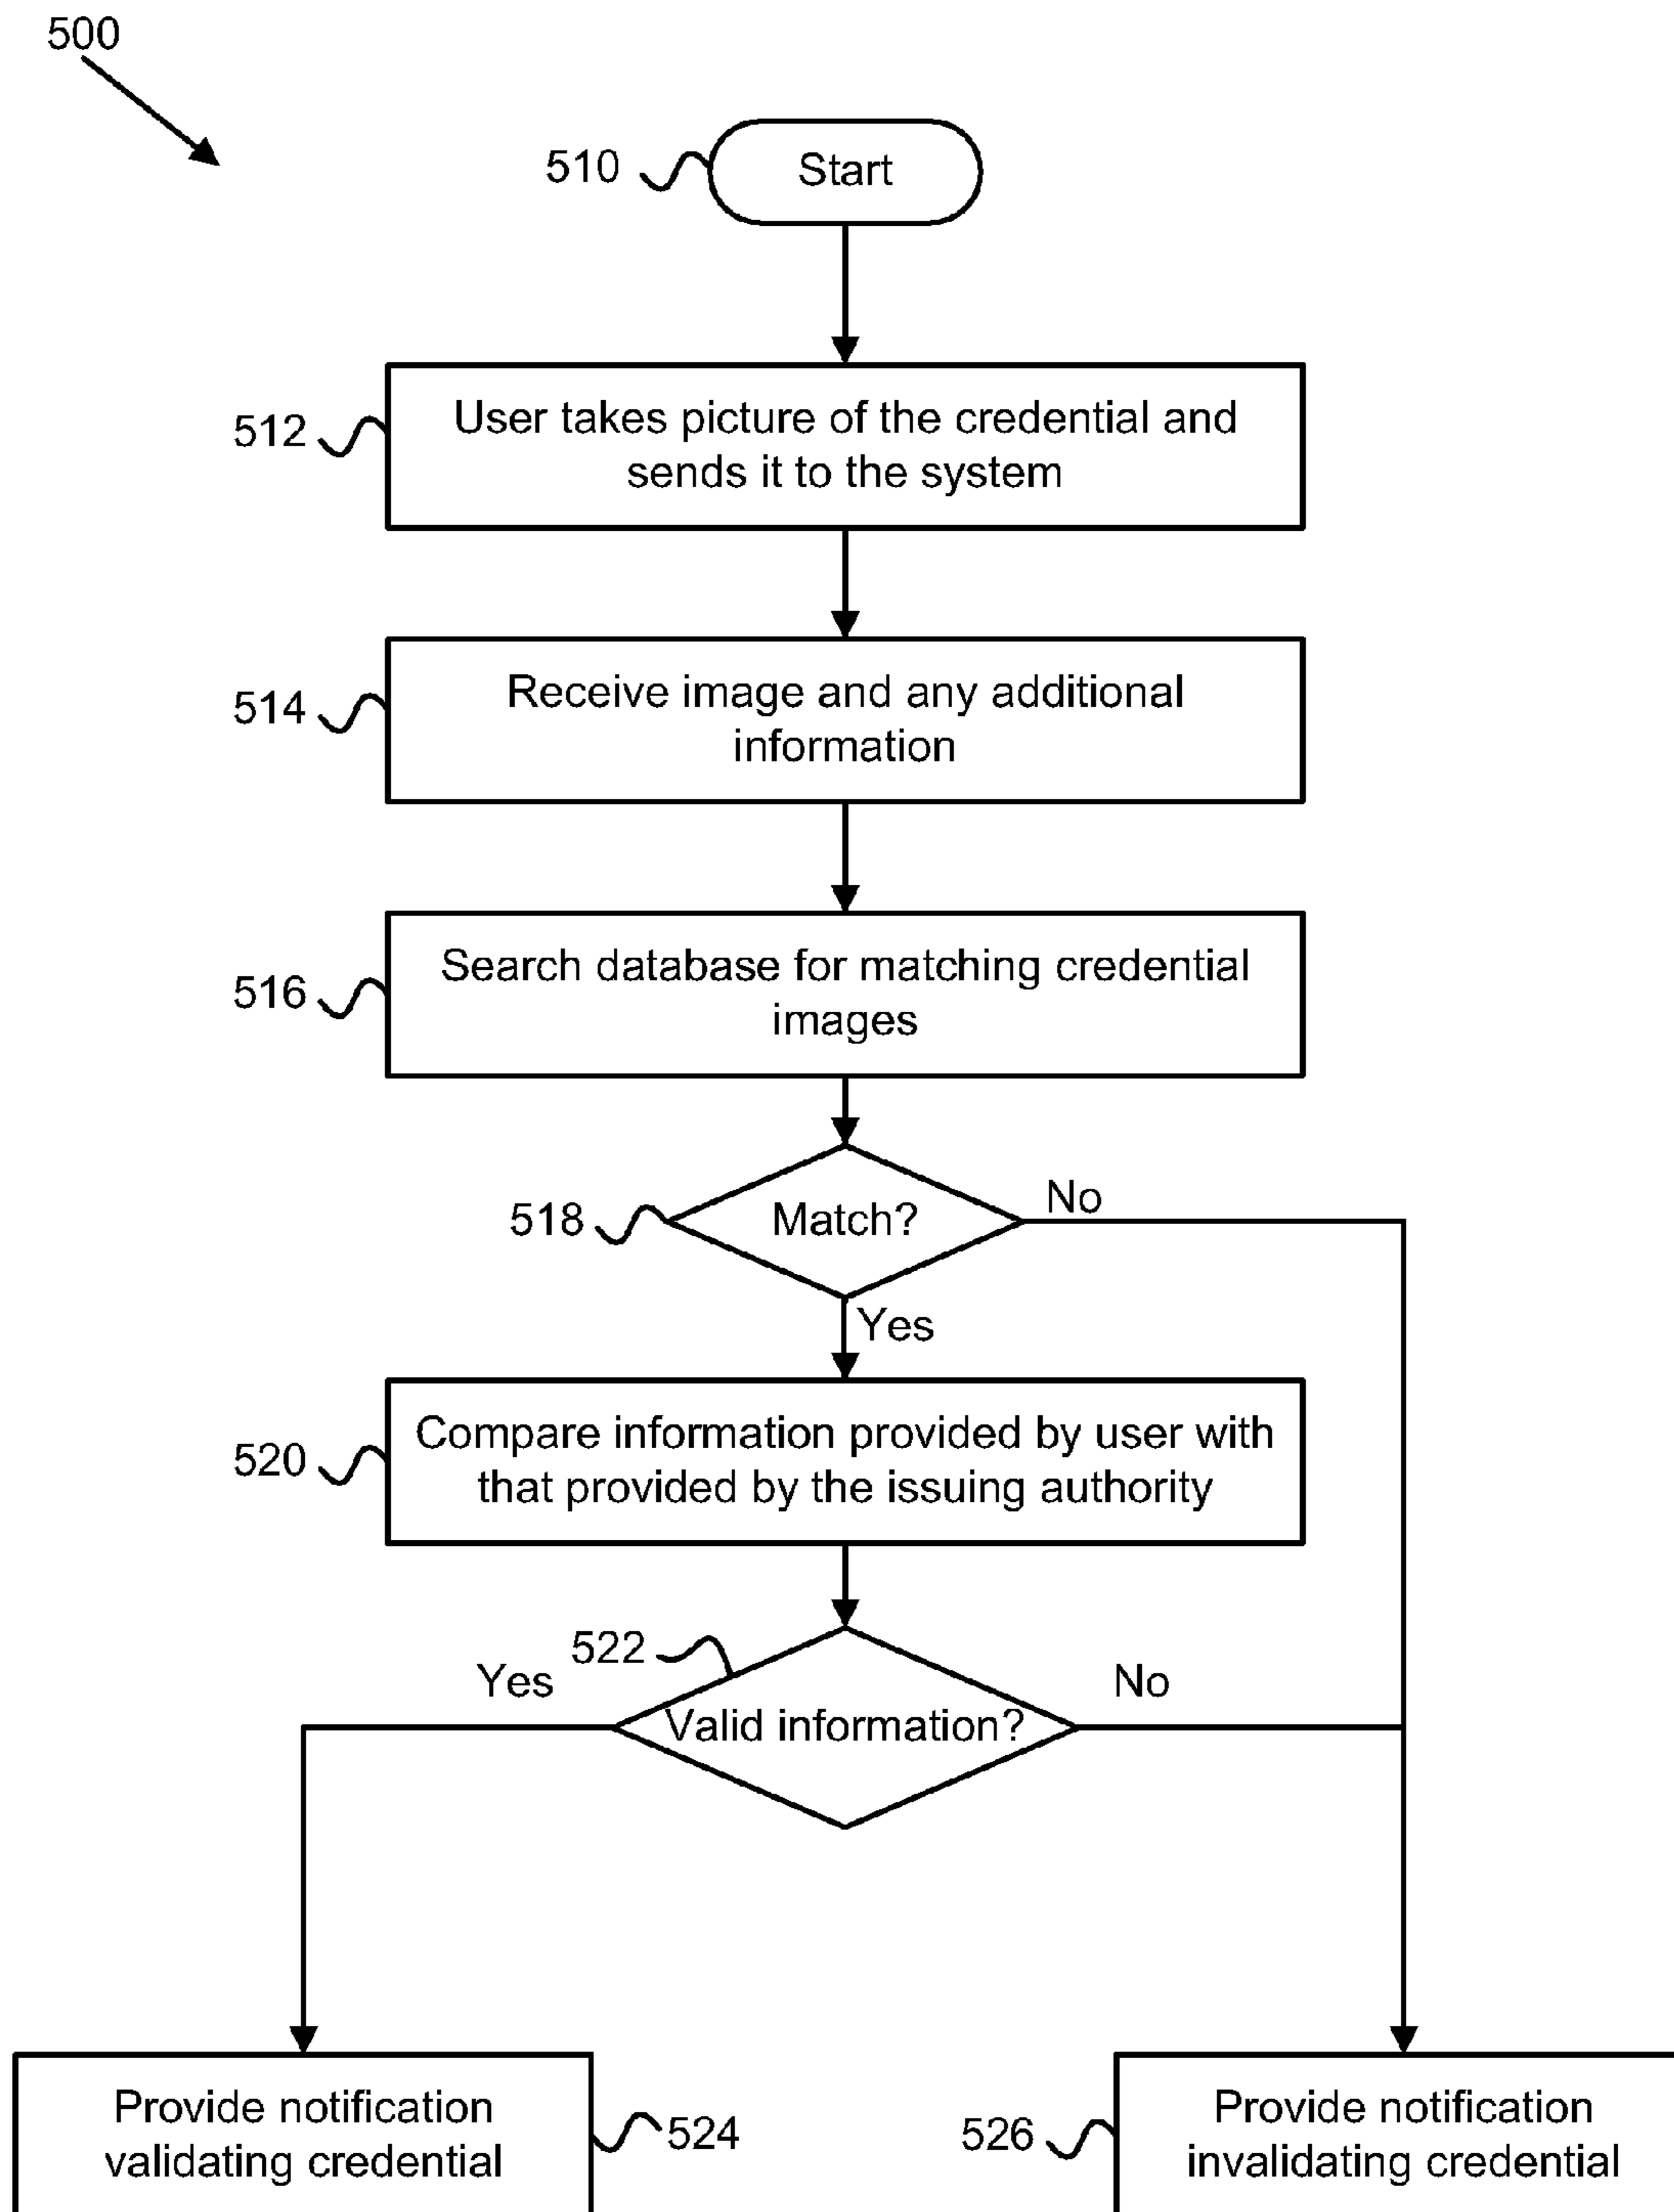 500
510
Start
512
User takes picture of the credential and
sends it to the system
514
Receive image and any additional
information
516
Search database for matching credential
images
518
Match?
No
Yes
520
Compare information provided by user with
that provided by the issuing authority
522
Yes
No
Valid information?
Provide notification
validating credential
524
526
Provide notification
invalidating credential